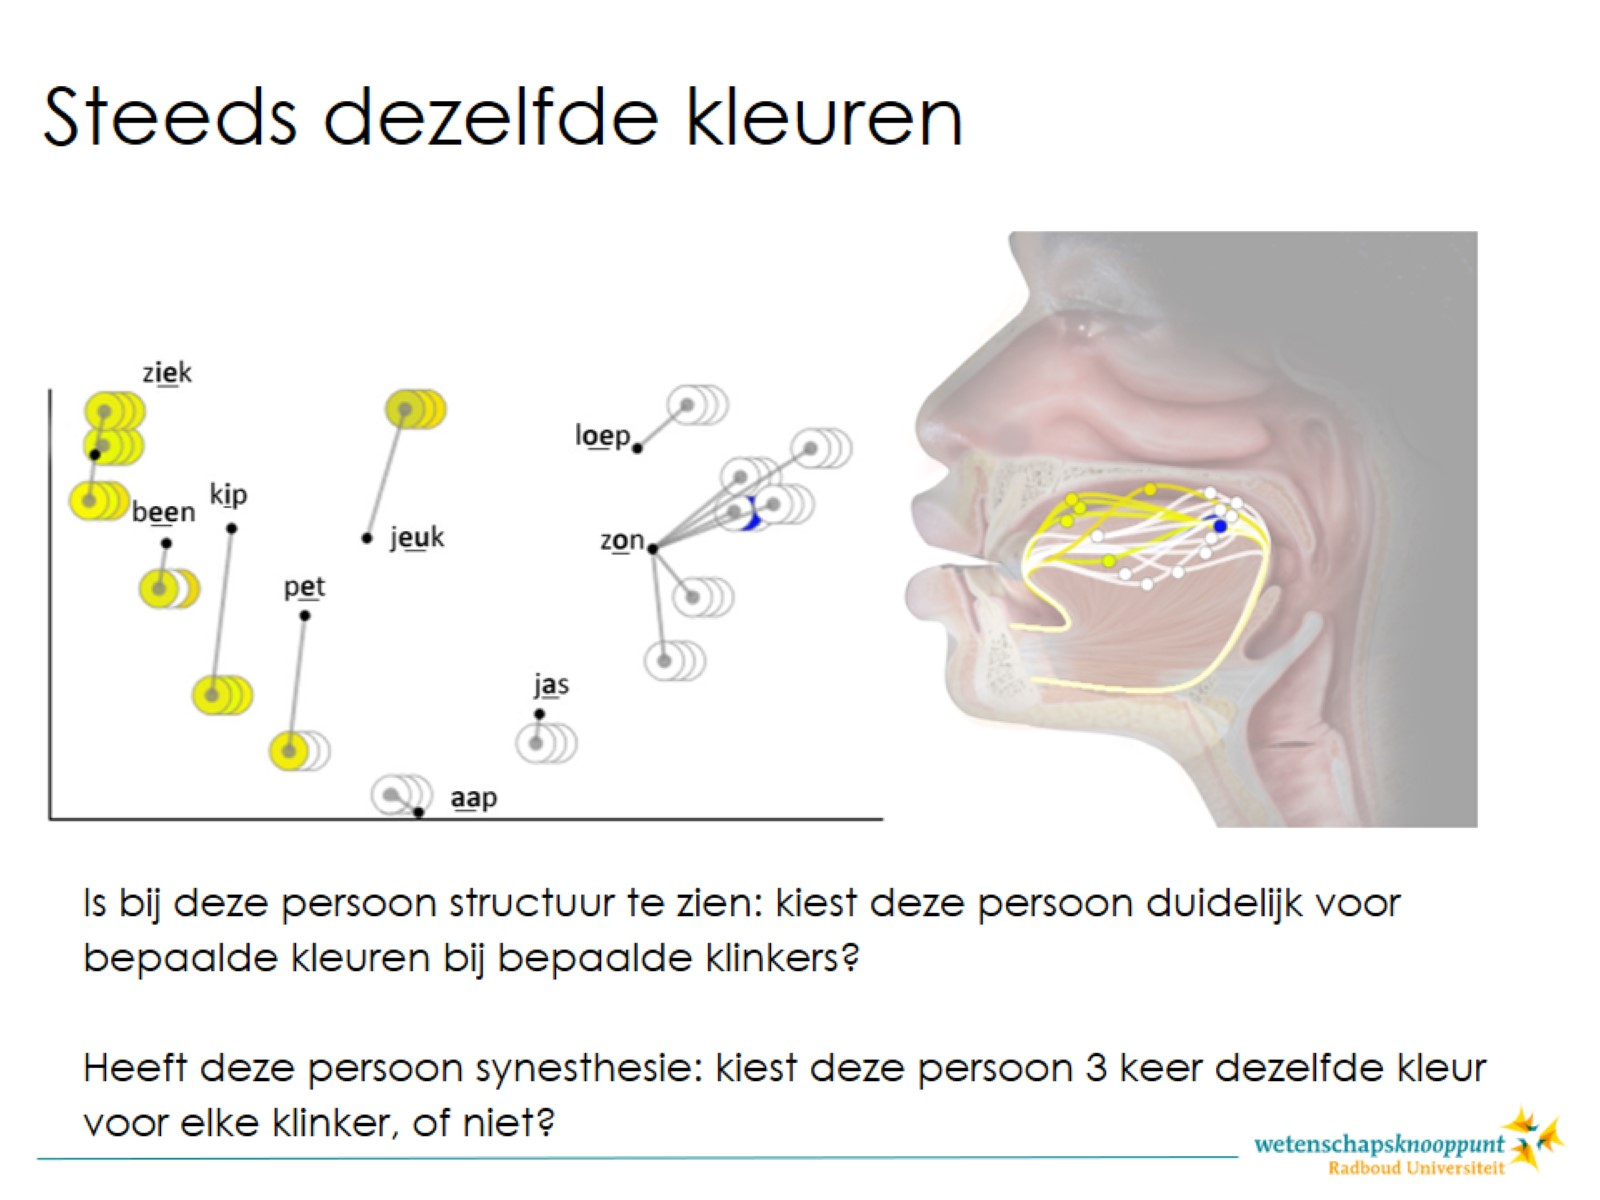 Steeds dezelfde kleuren
ziek
loep
kip
been
jeuk
zon
pet
jas
aap
Is bij deze persoon structuur te zien: kiest deze persoon duidelijk voor
bepaalde kleuren bij bepaalde klinkers?
Heeft deze persoon synesthesie: kiest deze persoon 3 keer dezelfde kleur
voor elke klinker, of niet?
wetenschapsknooppunt
Radboud Universiteit